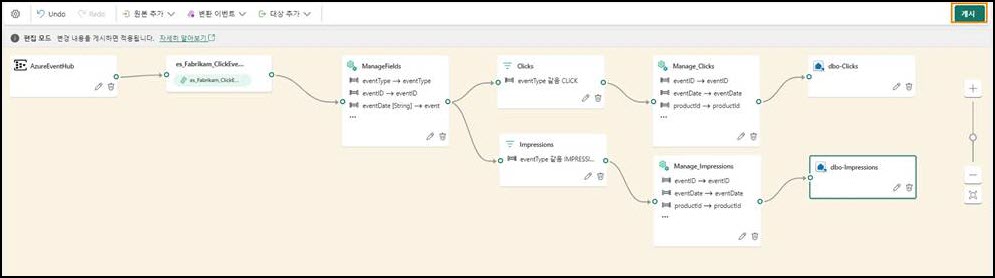 Undo
Redo
원본 추가
변환 이벤트
대상 추가
게시
편집 모드 변경 내용을 게시하면 적용됩니다. 자세히 알아보기
AzureEventHub
es_Fabrikam_ClickEve...
es_Fabrikam_ClickE...
ManageFields
eventType → eventType
eventID → eventID
eventDate [String] → event
...
Clicks
eventType 같음 CLICK
Impressions
eventType 같음 IMPRESSI...
Manage_Clicks
eventID → eventID
eventDate → eventDate
productId → productId
...
Manage_Impressions
eventID → eventID
eventDate → eventDate
productId → productId
...
dbo-Clicks
dbo-Impressions